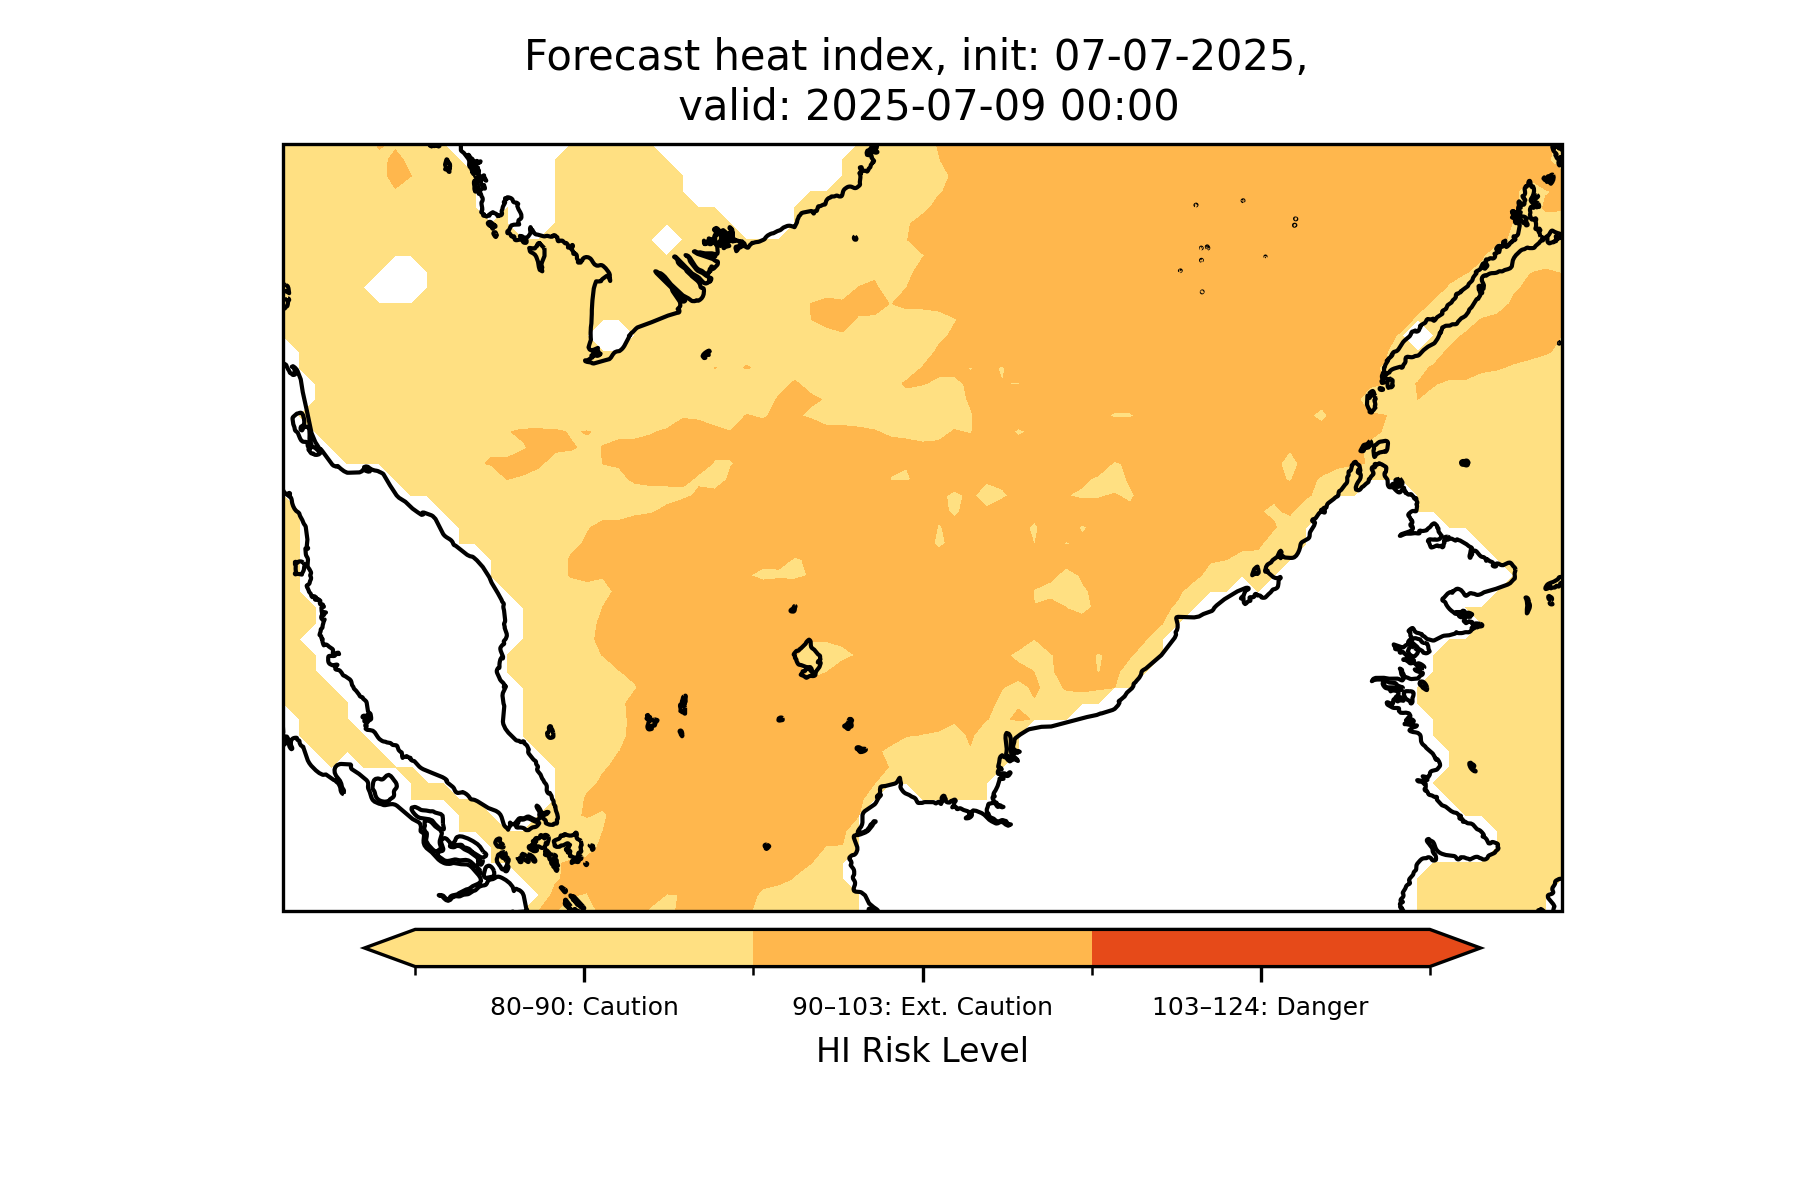 Forecast heat index, init: 07-07-2025,
valid: 2025-07-09 00:00
80–90: Caution
90–103: Ext. Caution
103–124: Danger
HI Risk Level